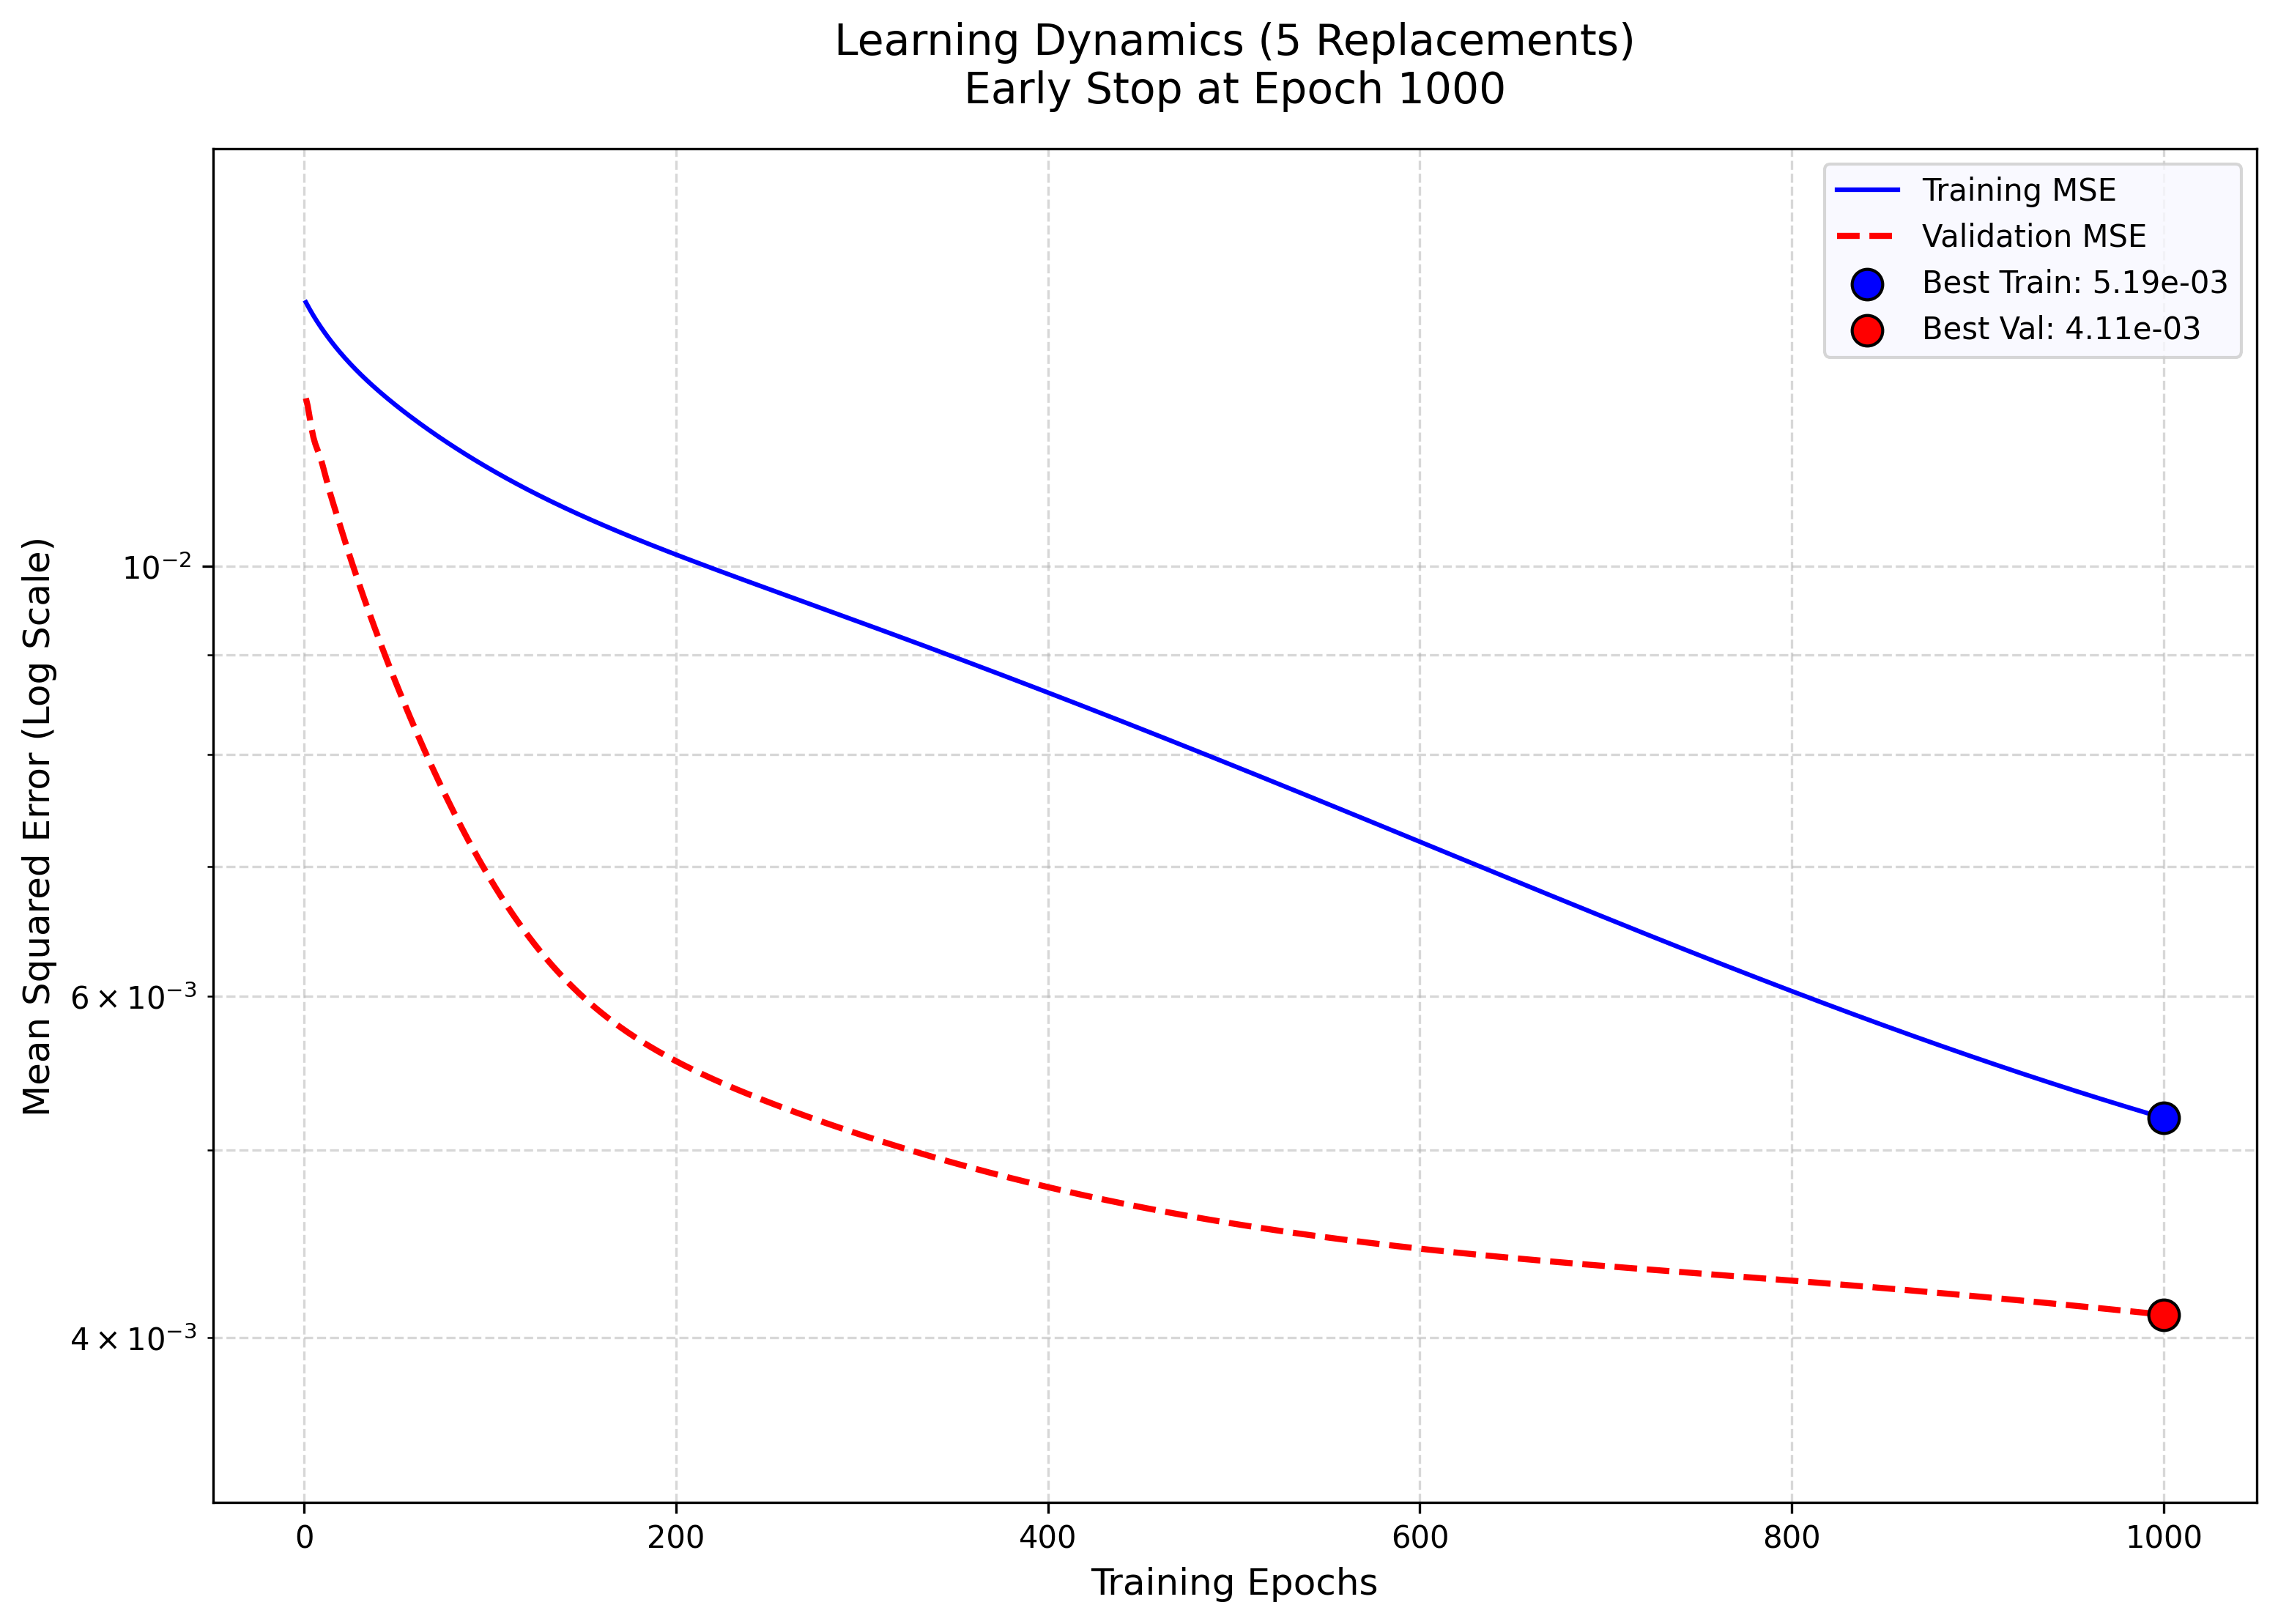 Learning Dynamics (5 Replacements)
Early Stop at Epoch 1000
Training MSE
Validation MSE
Best Train: 5.19e-03
Best Val: 4.11e-03
Mean Squared Error (Log Scale)
10⁻²
6 × 10⁻³
4 × 10⁻³
0 200 400 600 800 1000
Training Epochs